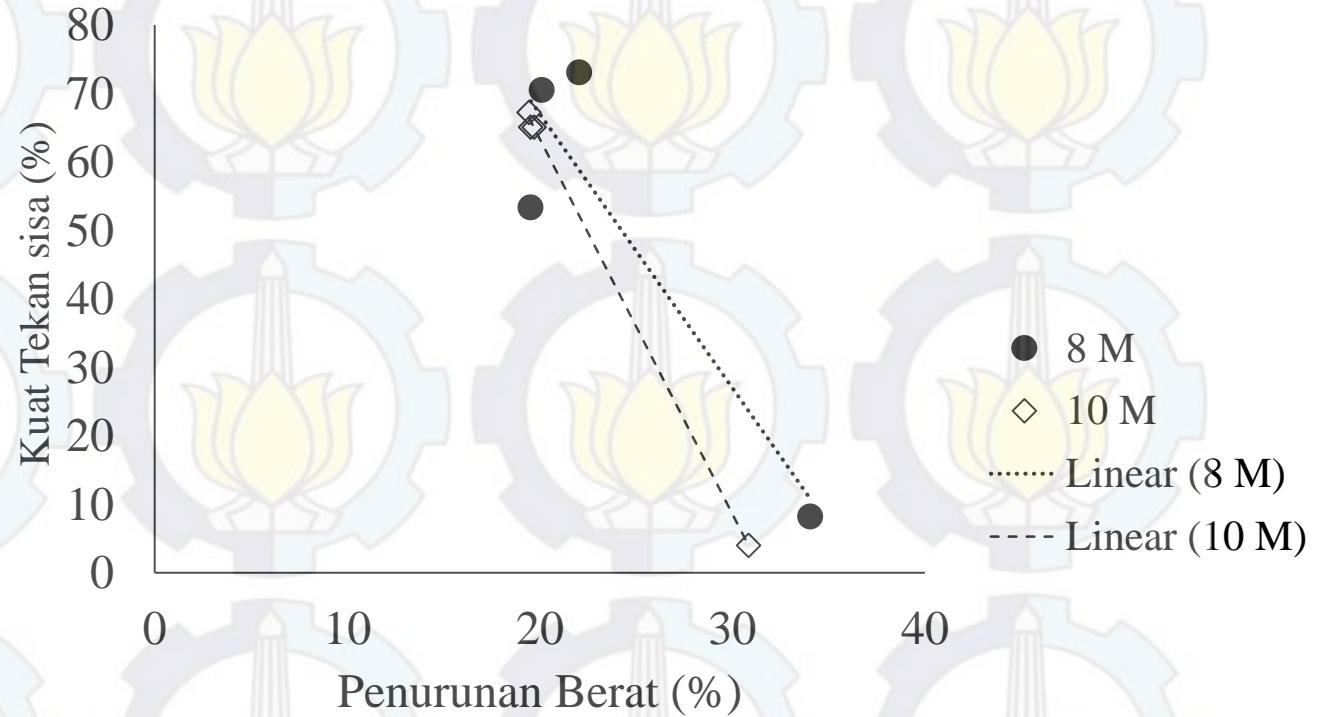 80
70
60
50
40
30
20
10
0
Kuat Tekan sisa (%)
0 10 20 30 40
Penurunan Berat (%)
8 M
10 M
Linear (8 M)
Linear (10 M)